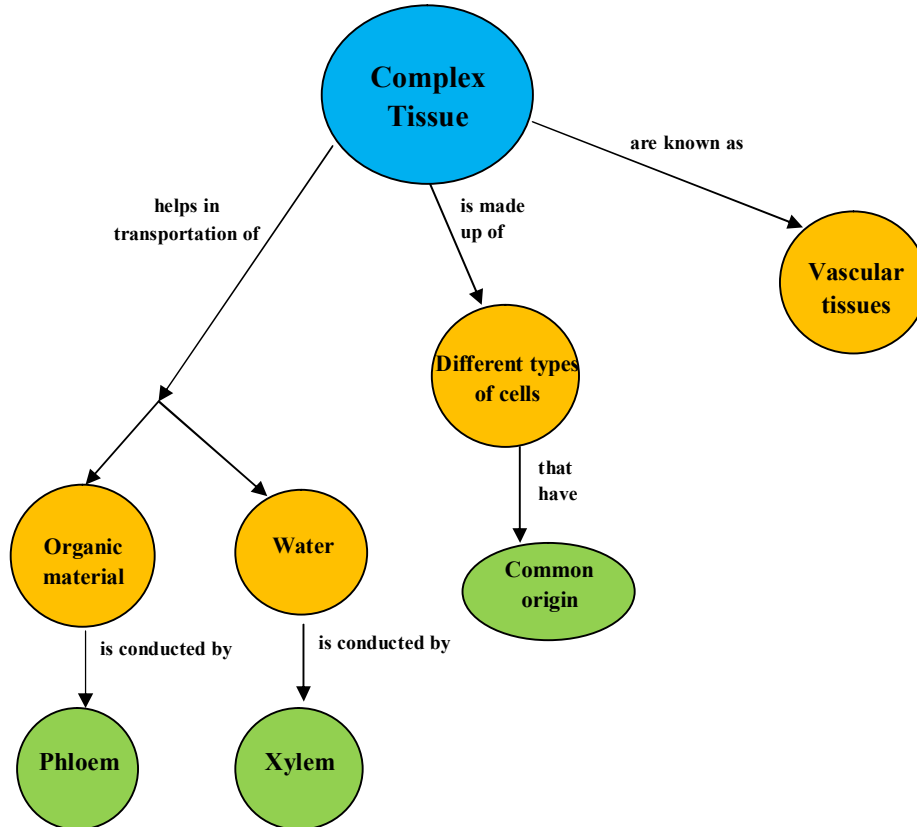 Complex
Tissue
are known as
helps in
transportation of
is made
up of
Vascular
tissues
Different types
of cells
that
have
Organic
material
Water
Common
origin
is conducted by
is conducted by
Phloem
Xylem